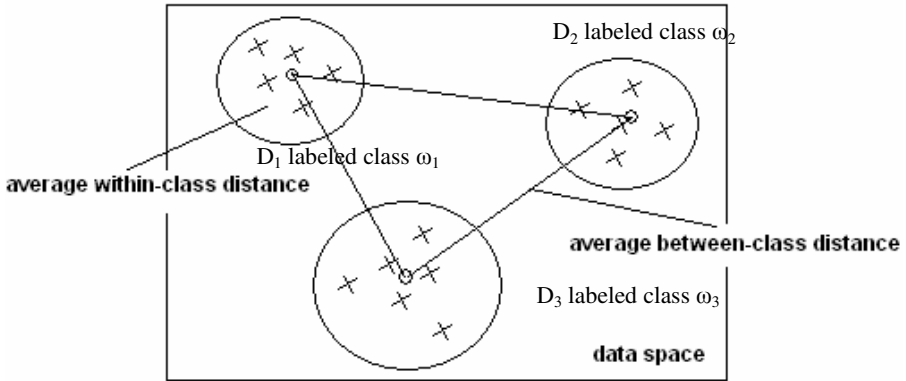 D₂ labeled class ω₂
D₁ labeled class ω₁
average within-class distance
average between-class distance
D₃ labeled class ω₃
data space